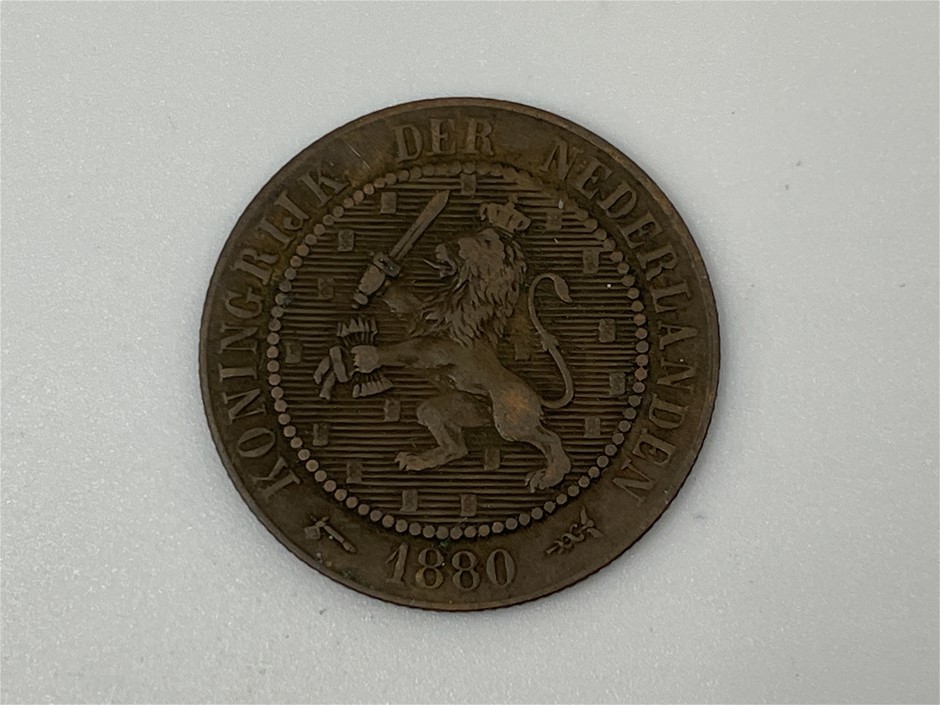 KONINGRIJK DER NEDERLANDEN
1880